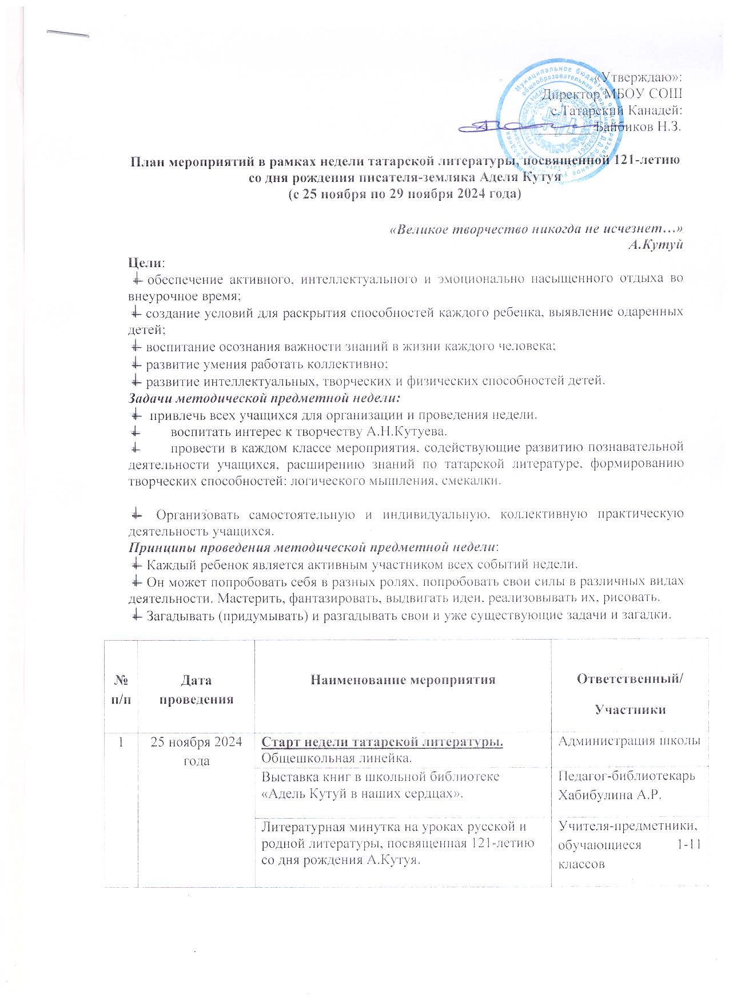 «Утверждаю»:
Директор МБОУ СОШ
с.Татарский Канадей:
Байбиков Н.З.
План мероприятий в рамках недели татарской литературы, посвященной 121-летию
со дня рождения писателя-земляка Аделя Кутуя
(с 25 ноября по 29 ноября 2024 года)
«Великое творчество никогда не исчезнет…»
А.Кутуй
Цели:
обеспечение активного, интеллектуального и эмоционально насыщенного отдыха во
внеурочное время;
создание условий для раскрытия способностей каждого ребенка, выявление одаренных
детей;
воспитание осознания важности знаний в жизни каждого человека;
развитие умения работать коллективно;
развитие интеллектуальных, творческих и физических способностей детей.
Задачи методической предметной недели:
привлечь всех учащихся для организации и проведения недели.
воспитать интерес к творчеству А.Н.Кутуева.
провести в каждом классе мероприятия, содействующие развитию познавательной
деятельности учащихся, расширению знаний по татарской литературе, формированию
творческих способностей: логического мышления, смекалки.
Организовать самостоятельную и индивидуальную, коллективную практическую
деятельность учащихся.
Принципы проведения методической предметной недели:
Каждый ребенок является активным участником всех событий недели.
Он может попробовать себя в разных ролях, попробовать свои силы в различных видах
деятельности. Мастерить, фантазировать, выдвигать идеи, реализовывать их, рисовать.
Загадывать (придумывать) и разгадывать свои и уже существующие задачи и загадки.
№
п/п
Дата
проведения
Наименование мероприятия
Ответственный/
Участники
1
25 ноября 2024
года
Старт недели татарской литературы.
Общешкольная линейка.
Администрация школы
Выставка книг в школьной библиотеке
«Адель Кутуй в наших сердцах».
Педагог-библиотекарь
Хабибулина А.Р.
Литературная минутка на уроках русской и
родной литературы, посвященная 121-летию
со дня рождения А.Кутуя.
Учителя-предметники,
обучающиеся 1-11
классов